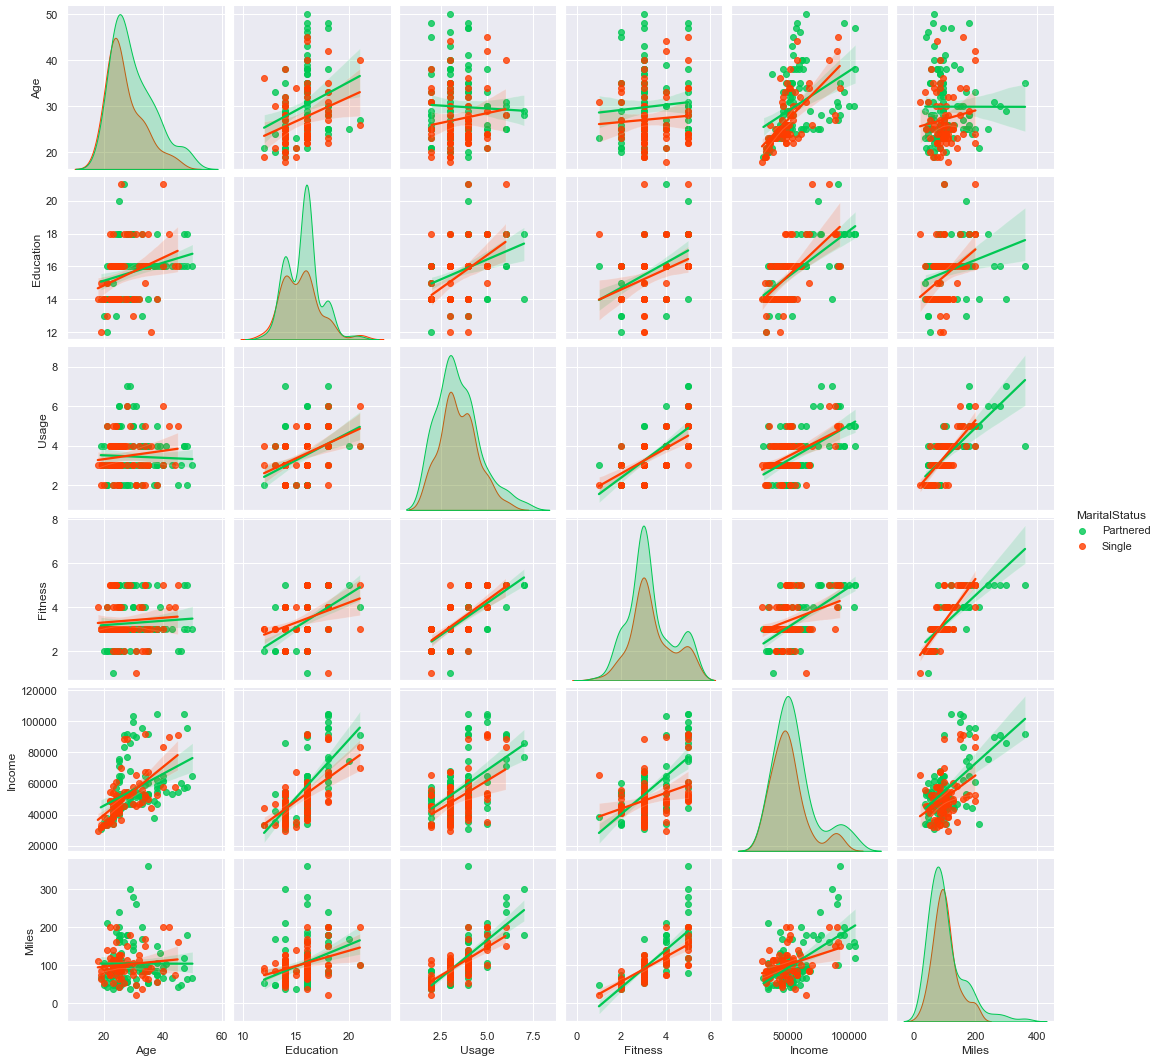 50
40
30
20
Age
20
18
16
14
12
Education
8
6
4
2
Usage
MaritalStatus
Partnered
Single
8
6
4
2
Fitness
120000
100000
80000
60000
40000
20000
Income
300
200
100
0
Miles
20 40 60
10 15 20
2.5 5.0 7.5
0 2 4 6
50000 100000
0 200 400
Age Education Usage Fitness Income Miles